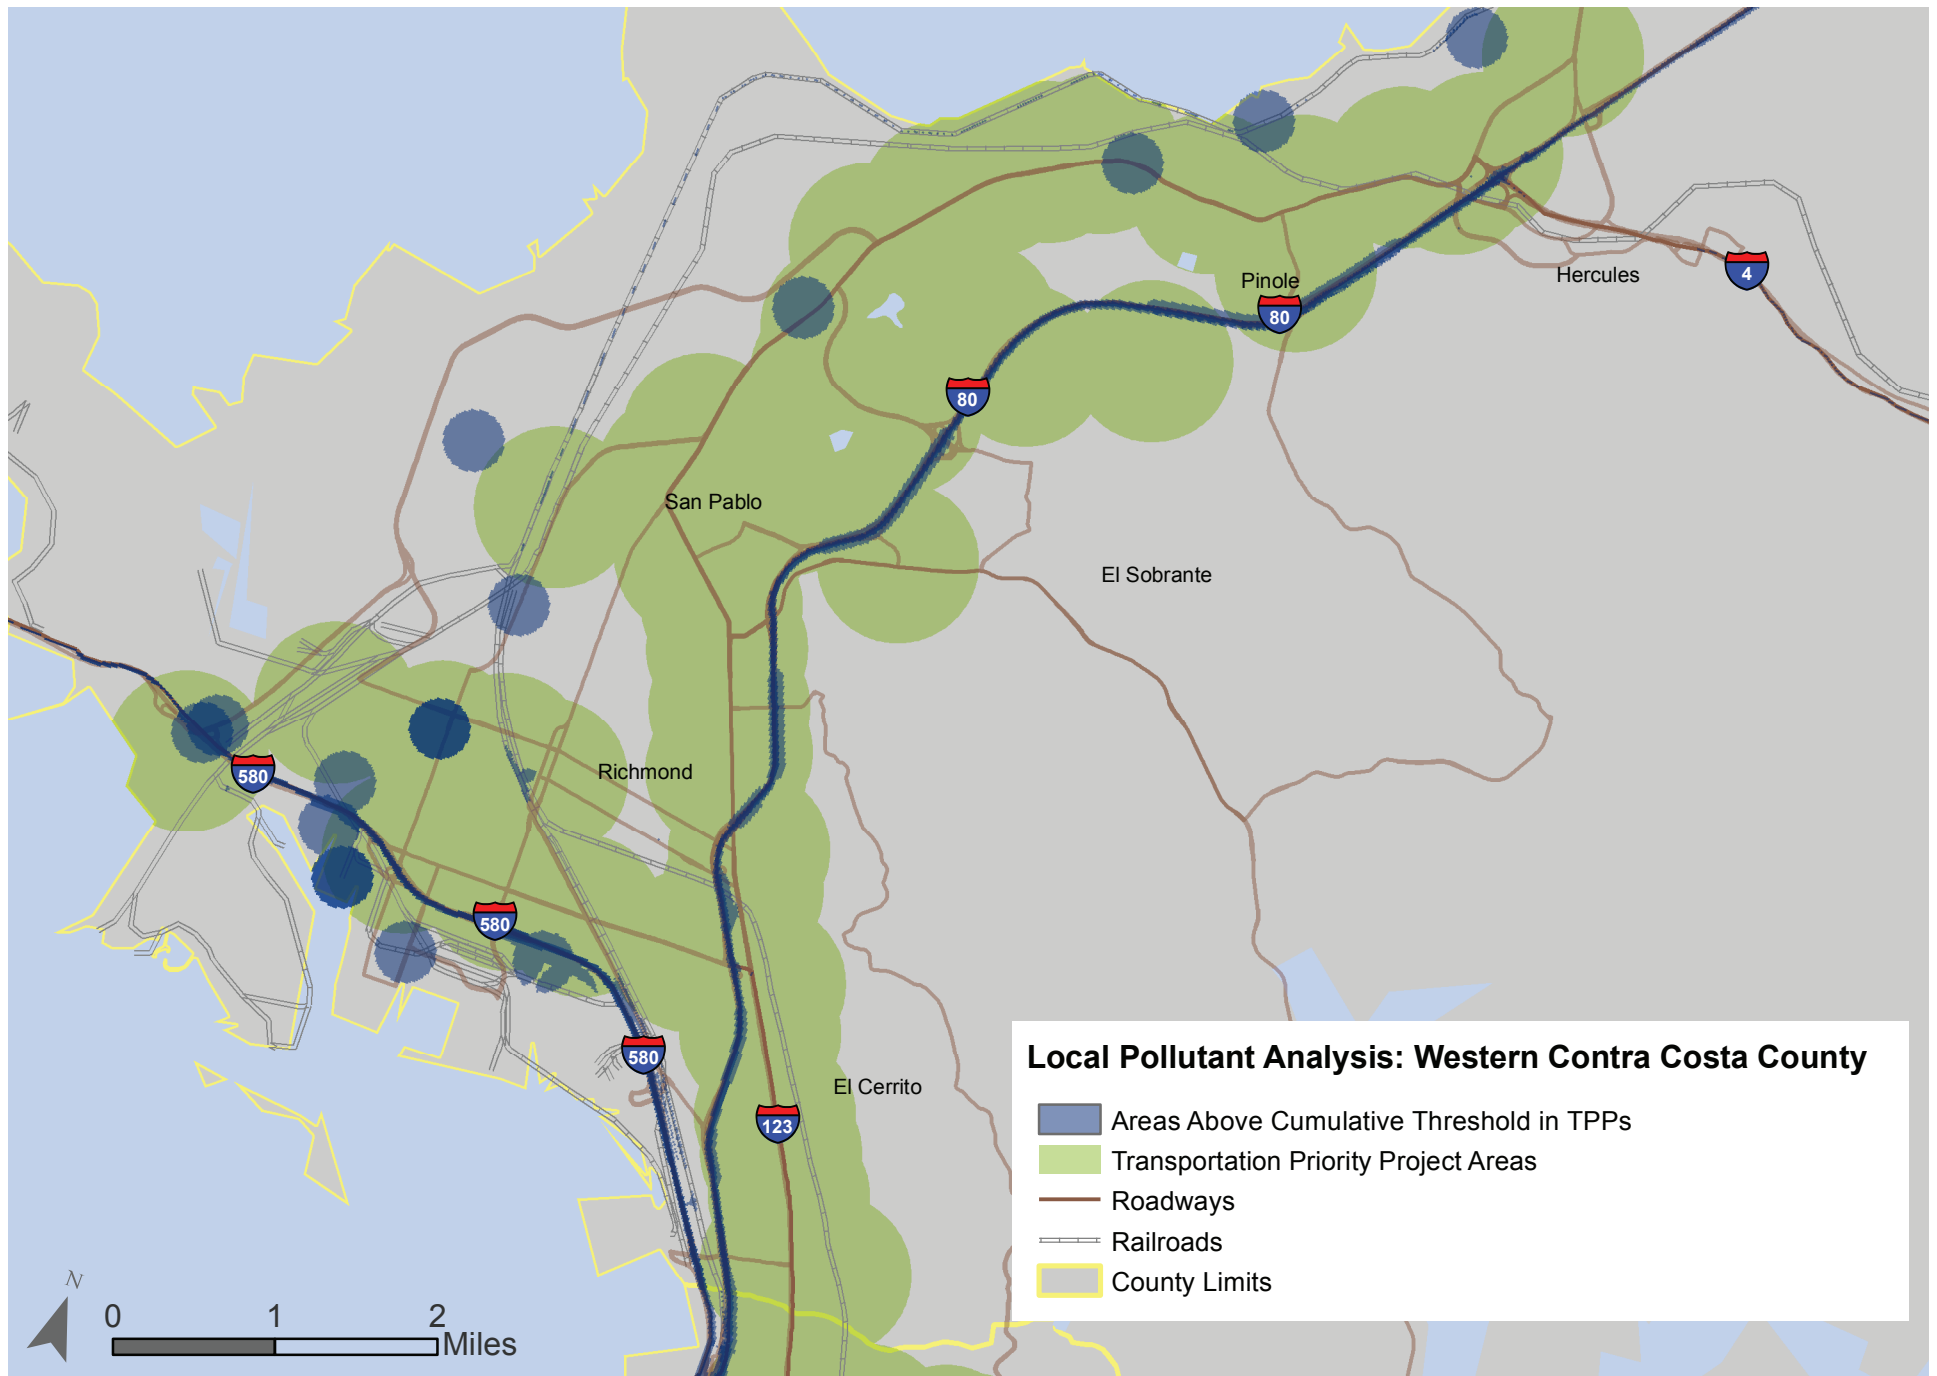 Pinole
Hercules
4
80
80
San Pablo
El Sobrante
Richmond
580
580
580
El Cerrito
123
Local Pollutant Analysis: Western Contra Costa County
Areas Above Cumulative Threshold in TPPs
Transportation Priority Project Areas
Roadways
Railroads
County Limits
N
0 1 2
Miles